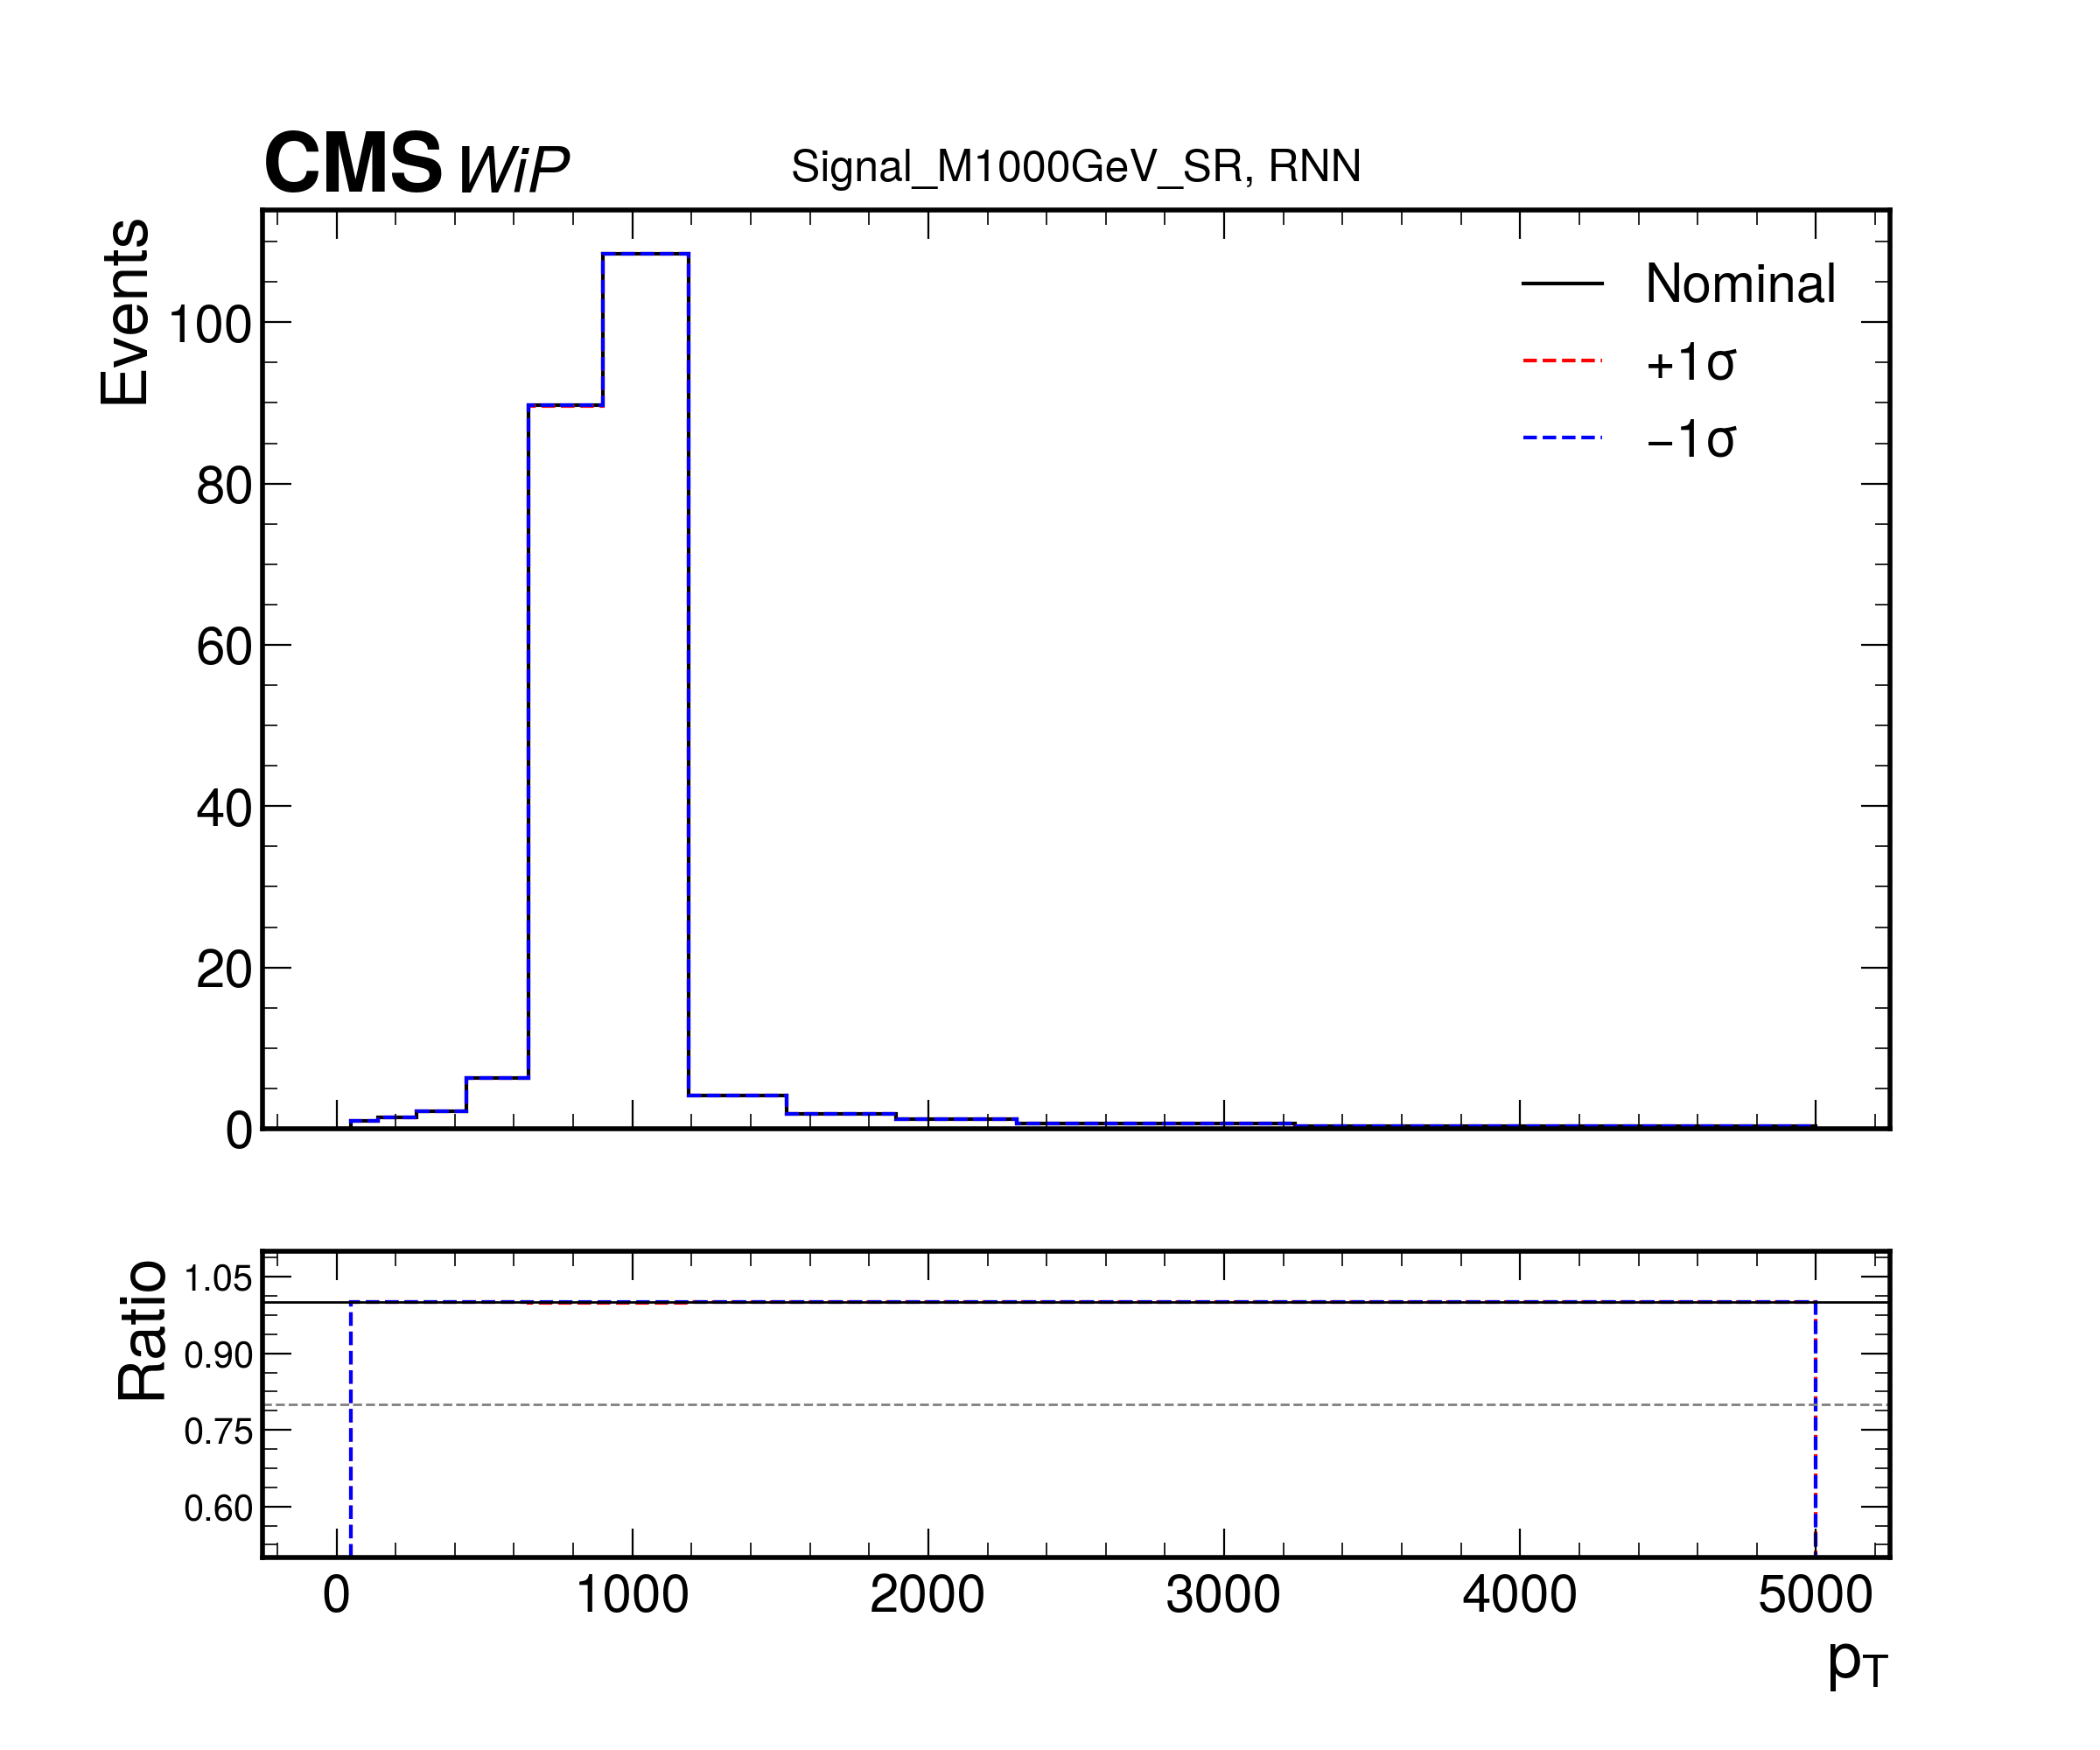 CMS WiP
Signal_M1000GeV_SR, RNN
Events
100
80
60
40
20
0
Nominal
+1σ
−1σ
Ratio
1.05
0.90
0.75
0.60
0 1000 2000 3000 4000 5000
pT